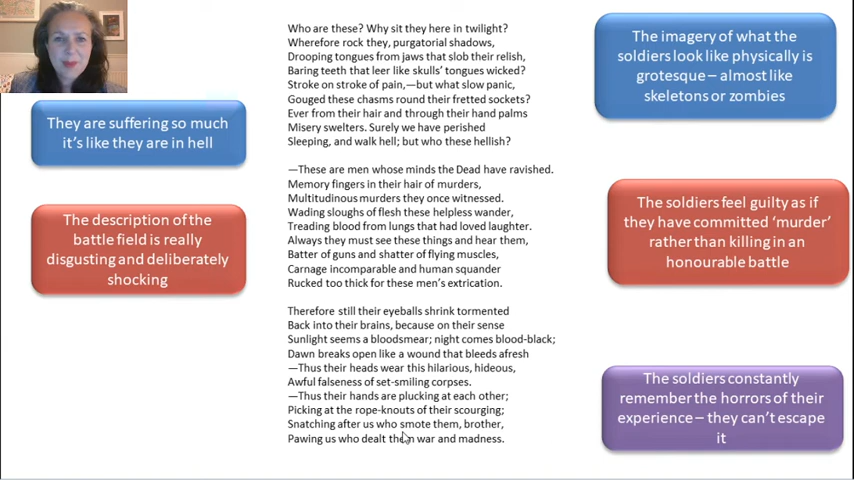 They are suffering so much
it's like they are in hell
The description of the
battle field is really
disgusting and deliberately
shocking
Who are these? Why sit they here in twilight?
Wherefore rock they, purgatorial shadows,
Drooping tongues from jaws that slob their relish,
Baring teeth that leer like skulls' tongues wicked?
Stroke on stroke of pain,—but what slow panic,
Gouged these chasms round their fretted sockets?
Ever from their hair and through their hand palms
Misery swelters. Surely we have perished
Sleeping, and walk hell; but who these hellish?
—These are men whose minds the Dead have ravished.
Memory fingers in their hair of murders,
Multitudinous murders they once witnessed.
Wading sloughs of flesh these helpless wander,
Treading blood from lungs that had loved laughter.
Always they must see these things and hear them,
Batter of guns and shatter of flying muscles,
Carnage incomparable and human squander
Rucked too thick for these men's extrication.
Therefore still their eyeballs shrink tormented
Back into their brains, because on their sense
Sunlight seems a bloodsmear; night comes blood-black;
Dawn breaks open like a wound that bleeds afresh
—Thus their heads wear this hilarious, hideous,
Awful falseness of set-smiling corpses.
—Thus their hands are plucking at each other;
Picking at the rope-knouts of their scourging;
Snatching after us who smote them, brother,
Pawing us who dealt them war and madness.
The imagery of what the
soldiers look like physically is
grotesque – almost like
skeletons or zombies
The soldiers feel guilty as if
they have committed 'murder'
rather than killing in an
honourable battle
The soldiers constantly
remember the horrors of their
experience – they can't escape
it